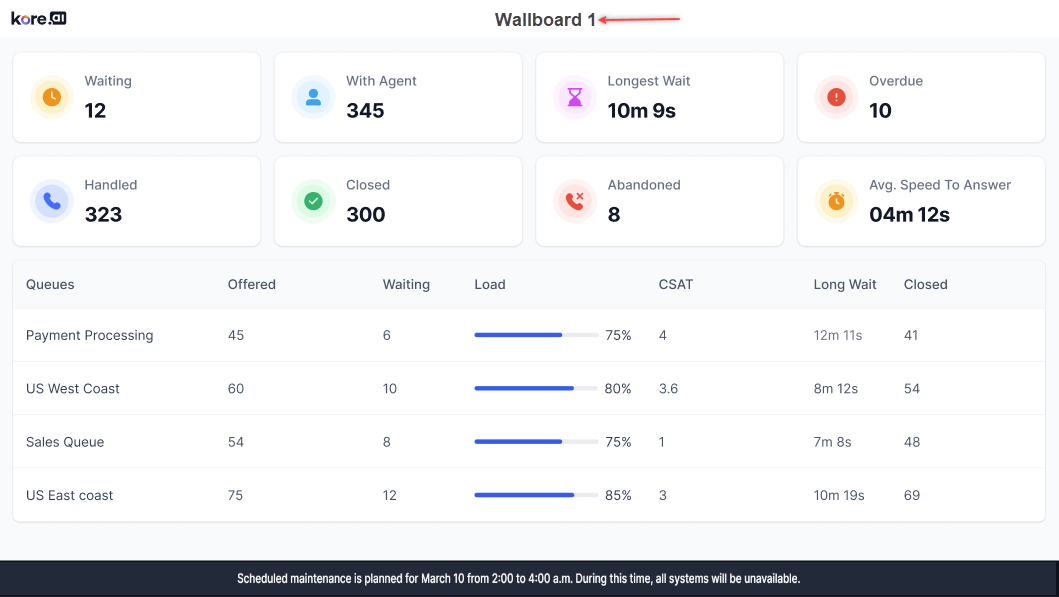 kore.ai
Wallboard 1
Waiting
12
With Agent
345
Longest Wait
10m 9s
Overdue
10
Handled
323
Closed
300
Abandoned
8
Avg. Speed To Answer
04m 12s
Queues Offered Waiting Load CSAT Long Wait Closed
Payment Processing 45 6 75% 4 12m 11s 41
US West Coast 60 10 80% 3.6 8m 12s 54
Sales Queue 54 8 75% 1 7m 8s 48
US East coast 75 12 85% 3 10m 19s 69
Scheduled maintenance is planned for March 10 from 2:00 to 4:00 a.m. During this time, all systems will be unavailable.